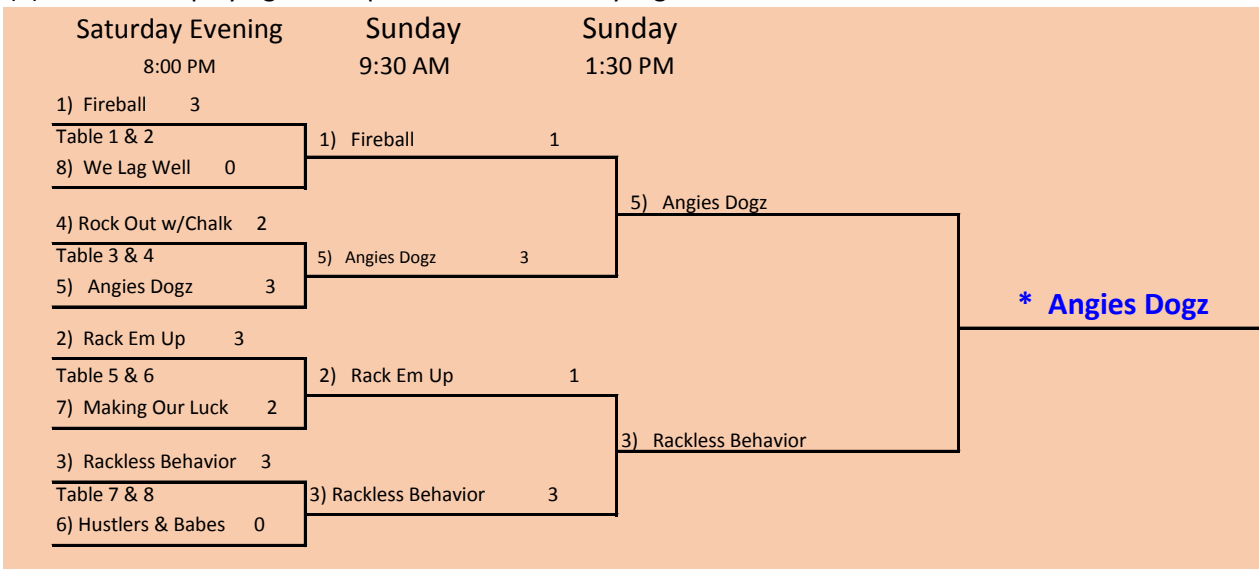 Saturday Evening Sunday Sunday
8:00 PM 9:30 AM 1:30 PM
1) Fireball 3
Table 1 & 2
1) Fireball 1
8) We Lag Well 0
5) Angies Dogz
4) Rock Out w/Chalk 2
Table 3 & 4
5) Angies Dogz 3
5) Angies Dogz 3
* Angies Dogz
2) Rack Em Up 3
Table 5 & 6
2) Rack Em Up 1
7) Making Our Luck 2
3) Rackless Behavior
3) Rackless Behavior 3
Table 7 & 8
3) Rackless Behavior 3
6) Hustlers & Babes 0